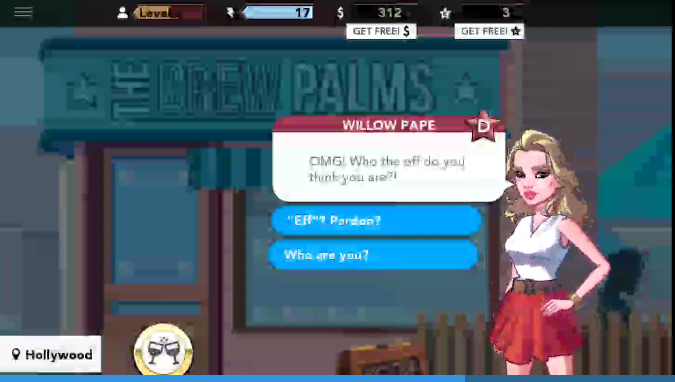 Level
17
$
312
3
GET FREE! $
GET FREE!
THE BREW PALMS
WILLOW PAPE
D
OMG! Who the eff do you
think you are?!
"Eff"? Pardon?
Who are you?
Hollywood